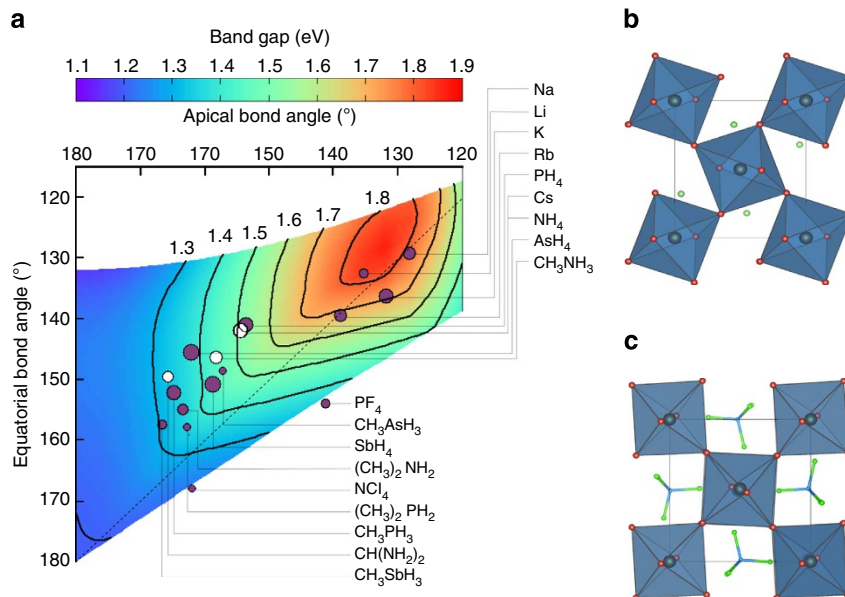 a
b
Band gap (eV)
1.1 1.2 1.3 1.4 1.5 1.6 1.7 1.8 1.9
Apical bond angle (°)
180 170 170 150 140 130 120
Na
Li
K
Rb
PH4
Cs
NH4
AsH4
CH3NH3
120
130
140
150
160
170
180
Equatorial bond angle (°)
1.3 1.4 1.5 1.6 1.7 1.8
PF4
CH3AsH3
SbH4
(CH3)2 NH2
NCl4
(CH3)2 PH2
CH3PH3
CH(NH2)2
CH3SbH3
c